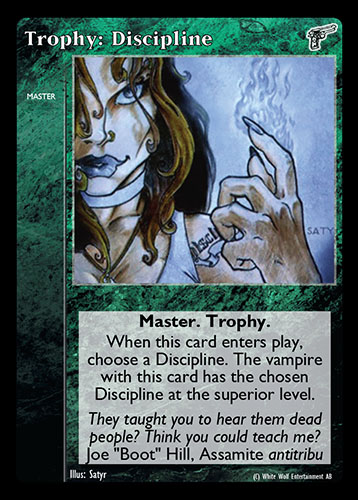 Trophy: Discipline
MASTER
SATY
Master. Trophy.
When this card enters play,
choose a Discipline. The vampire
with this card has the chosen
Discipline at the superior level.
They taught you to hear them dead
people? Think you could teach me?
Joe "Boot" Hill, Assamite antitribu
Illus: Satyr
(C) White Wolf Entertainment AB